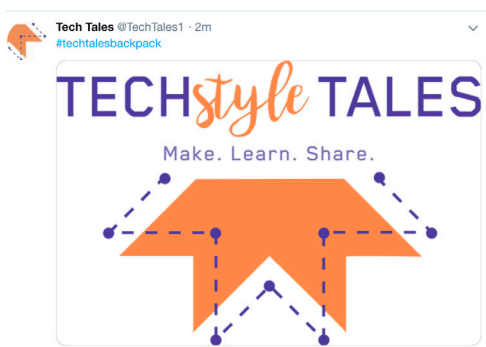 Tech Tales @TechTales1 · 2m
#techtalesbackpack
TECHstyle TALES
Make. Learn. Share.